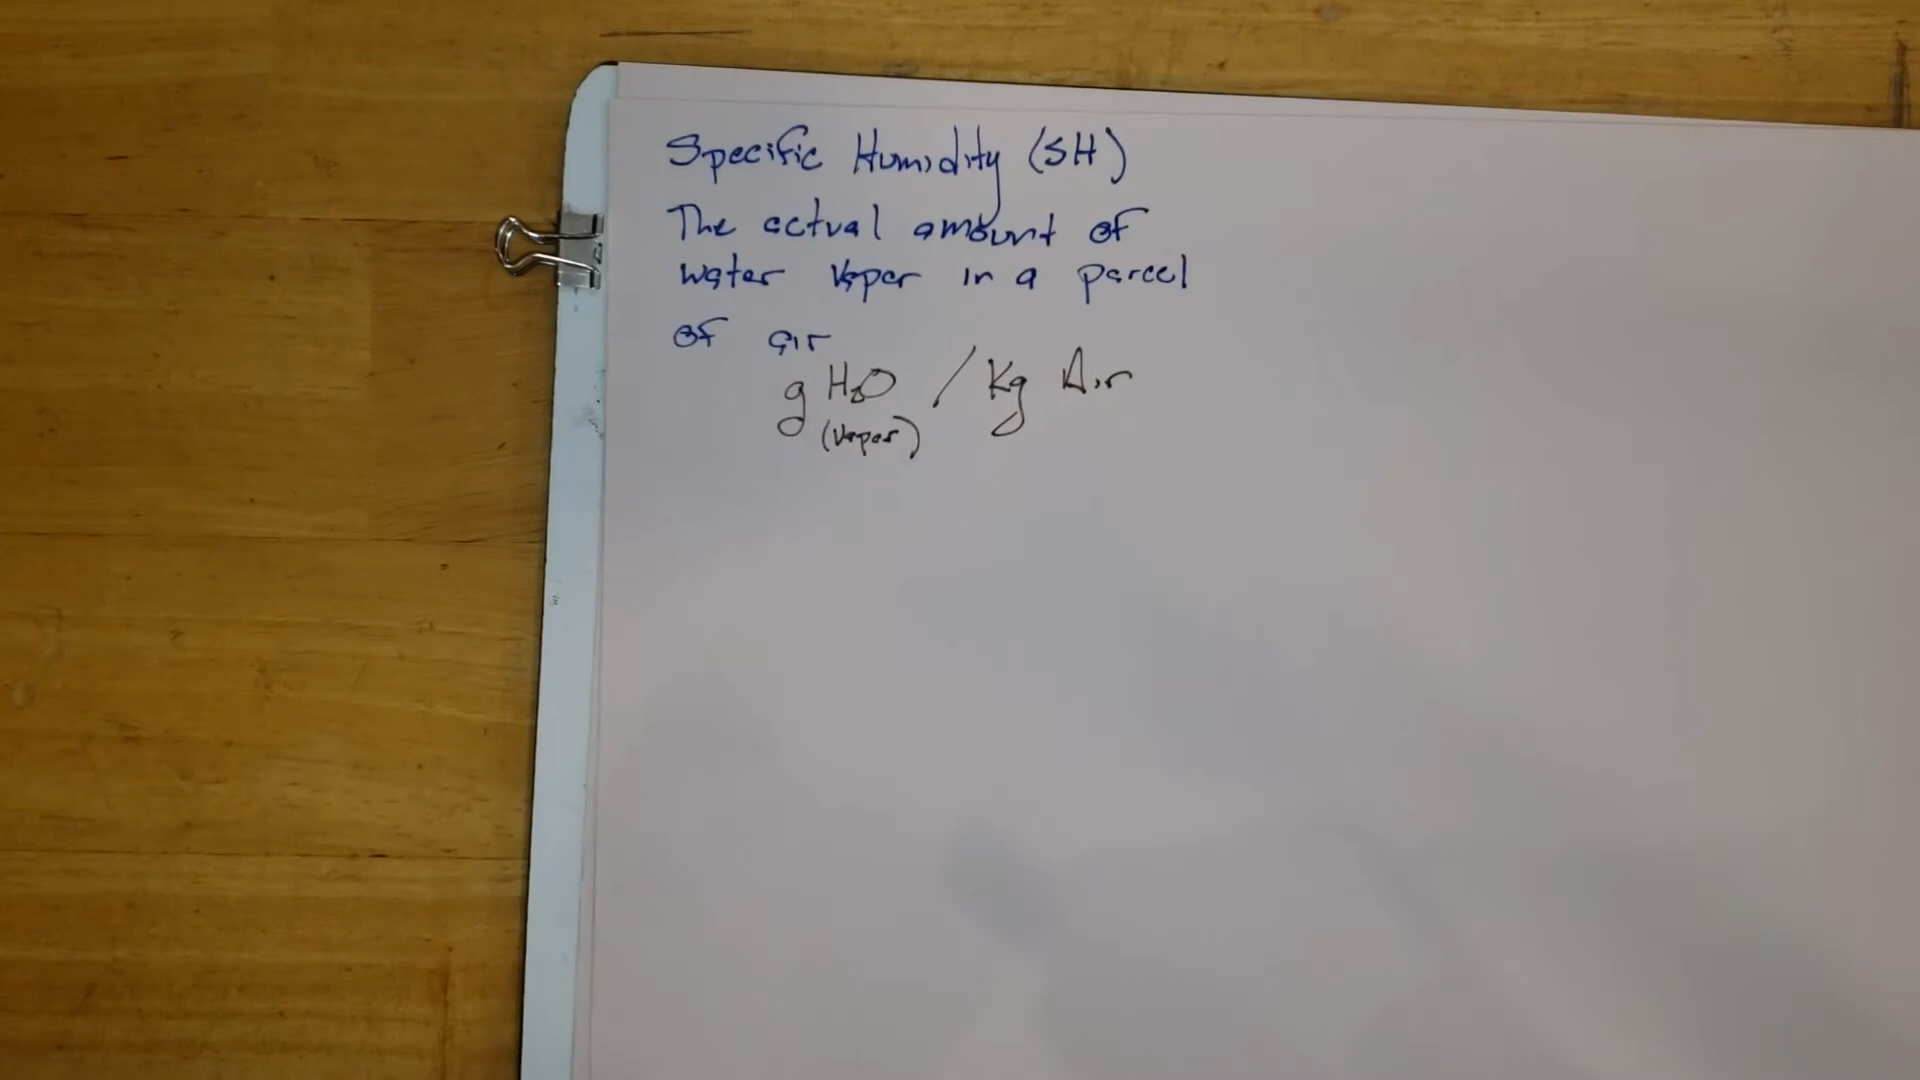 Specific Humidity (SH)
The actual amount of
water vapor in a parcel
of air
g H₂O / Kg Air
(vapor)